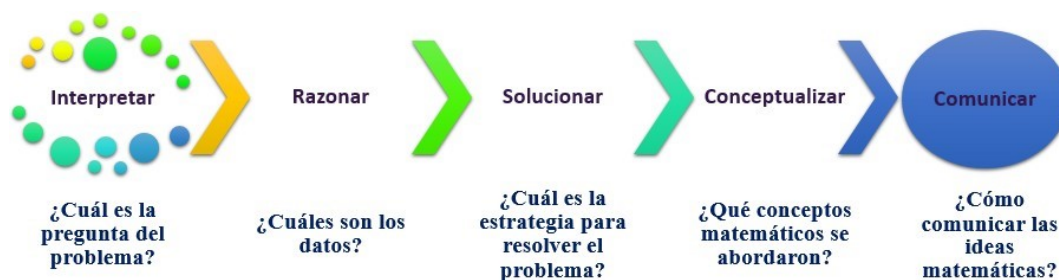 Interpretar
Razonar
Solucionar
Conceptualizar
Comunicar
¿Cuál es la
pregunta del
problema?
¿Cuáles son los
datos?
¿Cuál es la
estrategia para
resolver el
problema?
¿Qué conceptos
matemáticos se
abordaron?
¿Cómo
comunicar las
ideas
matemáticas?